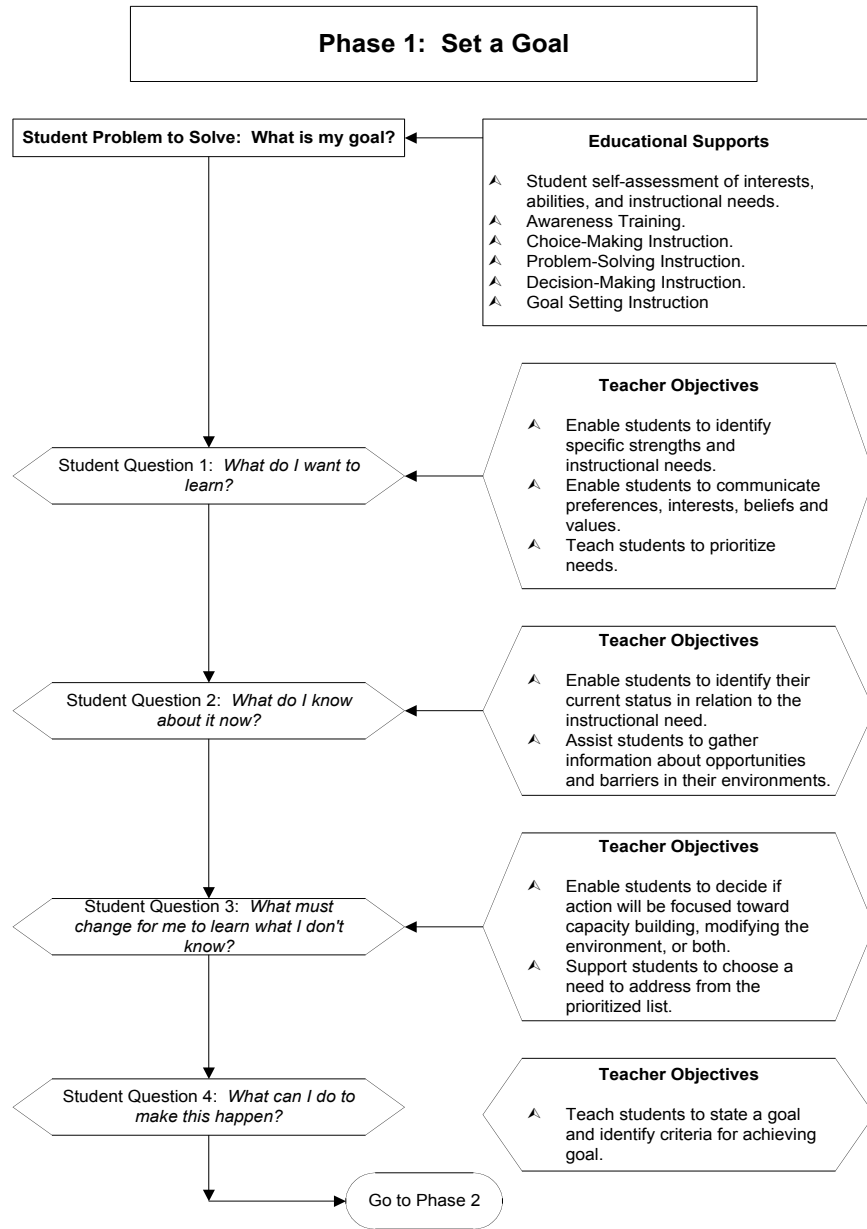 Phase 1: Set a Goal
Student Problem to Solve: What is my goal?
Educational Supports
Student self-assessment of interests,
abilities, and instructional needs.
Awareness Training.
Choice-Making Instruction.
Problem-Solving Instruction.
Decision-Making Instruction.
Goal Setting Instruction
Student Question 1: What do I want to
learn?
Teacher Objectives
Enable students to identify
specific strengths and
instructional needs.
Enable students to communicate
preferences, interests, beliefs and
values.
Teach students to prioritize
needs.
Student Question 2: What do I know
about it now?
Teacher Objectives
Enable students to identify their
current status in relation to the
instructional need.
Assist students to gather
information about opportunities
and barriers in their environments.
Student Question 3: What must
change for me to learn what I don't
know?
Teacher Objectives
Enable students to decide if
action will be focused toward
capacity building, modifying the
environment, or both.
Support students to choose a
need to address from the
prioritized list.
Student Question 4: What can I do to
make this happen?
Teacher Objectives
Teach students to state a goal
and identify criteria for achieving
goal.
Go to Phase 2